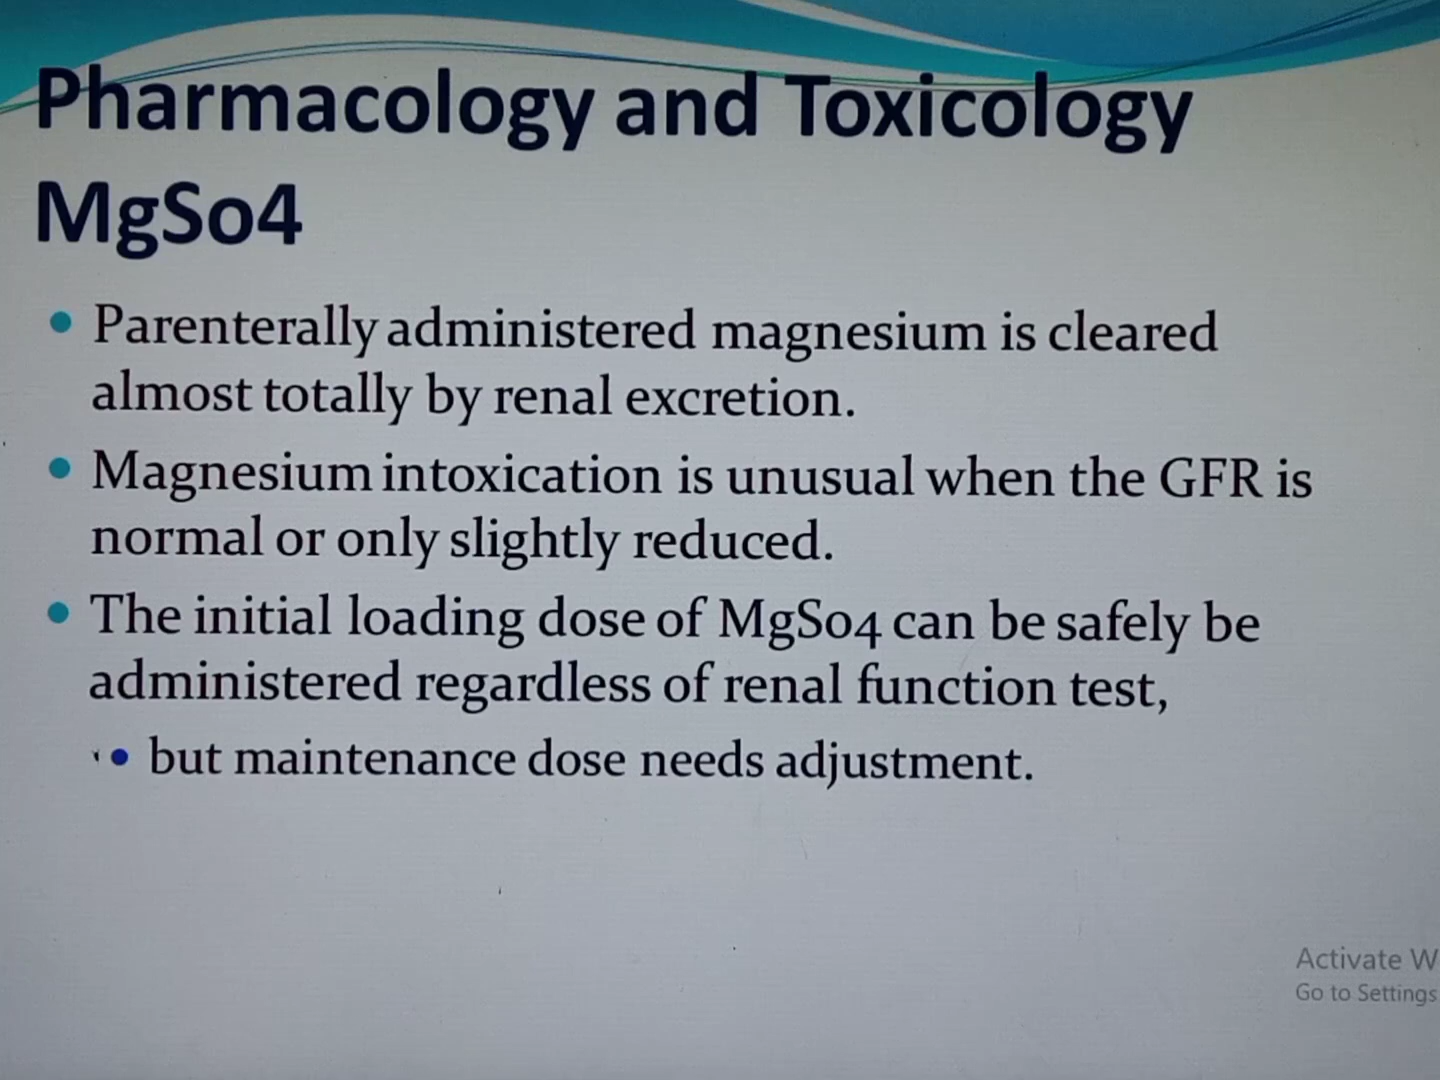 Pharmacology and Toxicology
MgSo4
• Parenterally administered magnesium is cleared
almost totally by renal excretion.
• Magnesium intoxication is unusual when the GFR is
normal or only slightly reduced.
• The initial loading dose of MgSo4 can be safely be
administered regardless of renal function test,
• but maintenance dose needs adjustment.
Activate W
Go to Settings